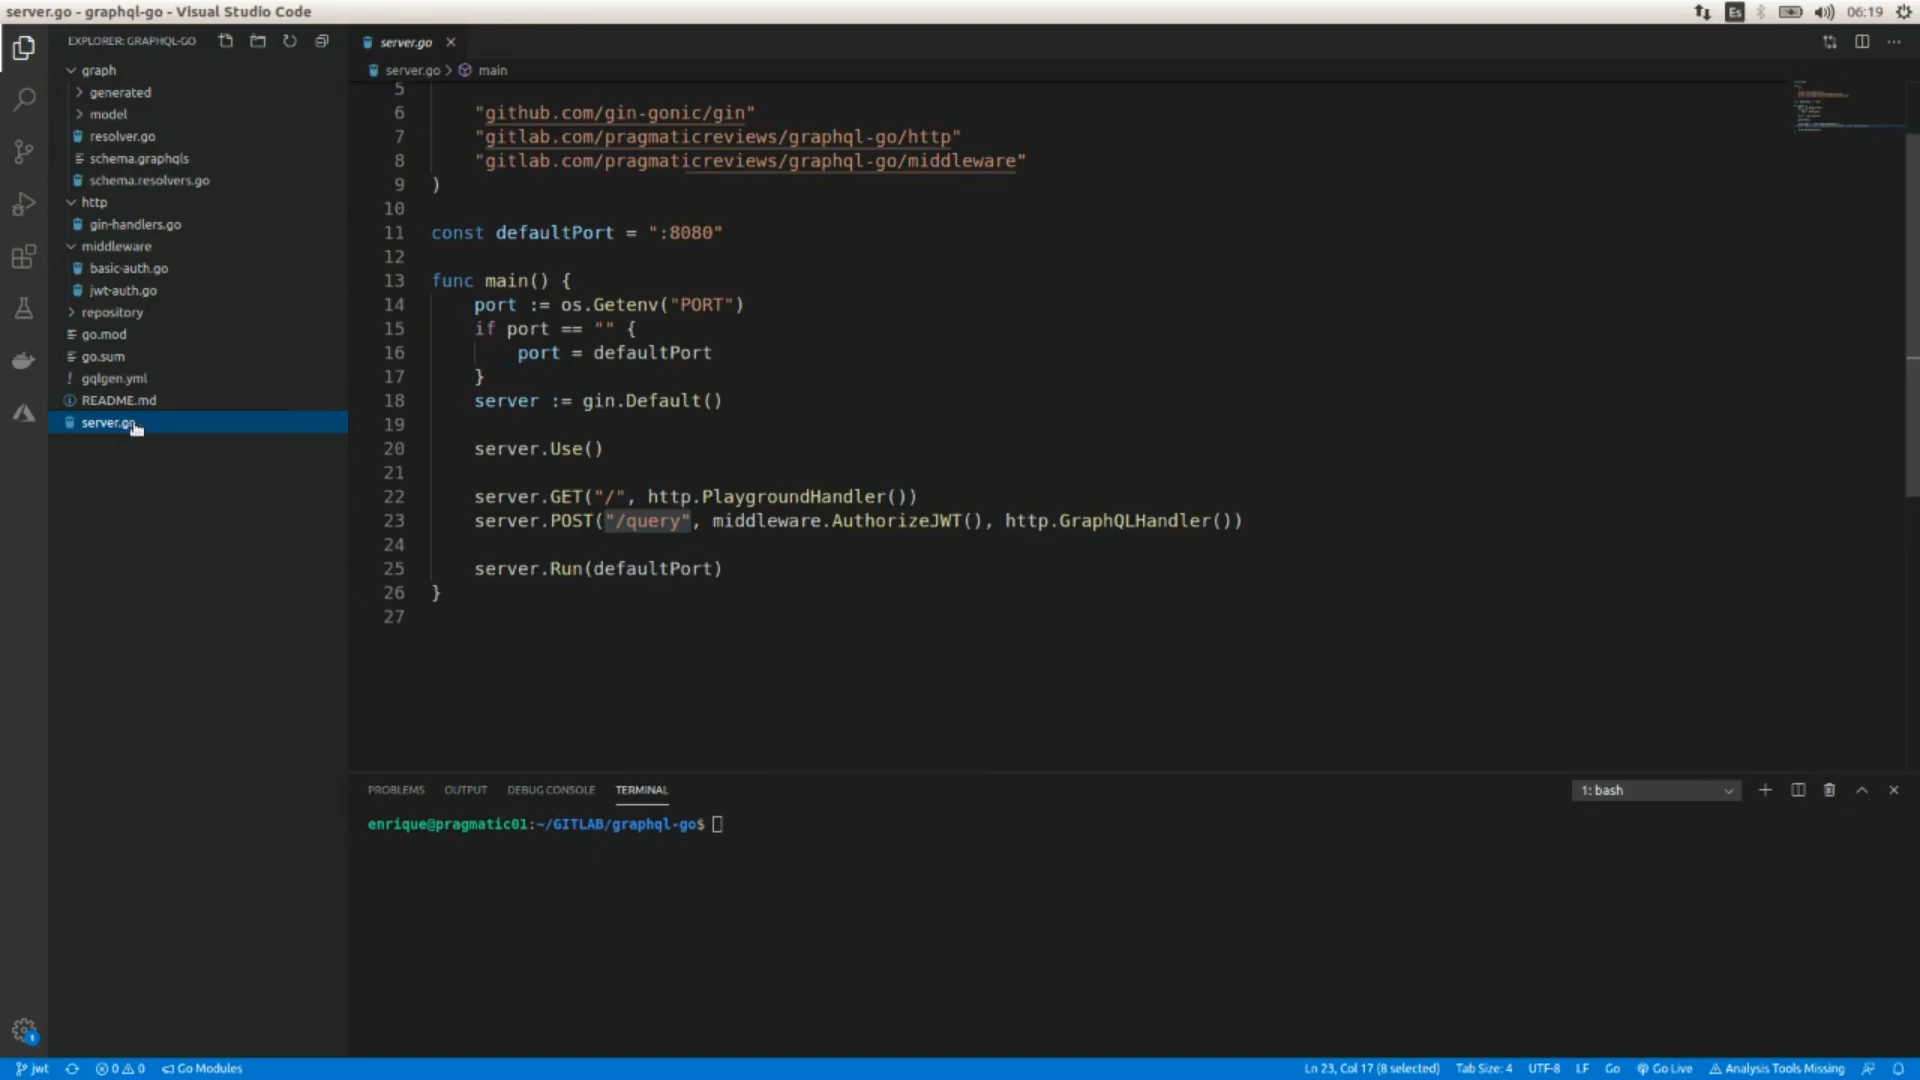 server.go - graphql-go - Visual Studio Code
Es
06:19
EXPLORER: GRAPHQL-GO
graph
generated
model
resolver.go
schema.graphqls
schema.resolvers.go
http
gin-handlers.go
middleware
basic-auth.go
jwt-auth.go
repository
go.mod
go.sum
! gqlgen.yml
README.md
server.go
1
server.go
server.go > main
5
6 "github.com/gin-gonic/gin"
7 "gitlab.com/pragmaticreviews/graphql-go/http"
8 "gitlab.com/pragmaticreviews/graphql-go/middleware"
9 )
10
11 const defaultPort = ":8080"
12
13 func main() {
14 port := os.Getenv("PORT")
15 if port == "" {
16 port = defaultPort
17 }
18 server := gin.Default()
19
20 server.Use()
21
22 server.GET("/", http.PlaygroundHandler())
23 server.POST("/query", middleware.AuthorizeJWT(), http.GraphQLHandler())
24
25 server.Run(defaultPort)
26 }
27
PROBLEMS OUTPUT DEBUG CONSOLE TERMINAL
1: bash
enrique@pragmatic01:~/GITLAB/graphql-go$
jwt 0 0 Go Modules
Ln 23, Col 17 (8 selected) Tab Size: 4 UTF-8 LF Go Go Live Analysis Tools Missing